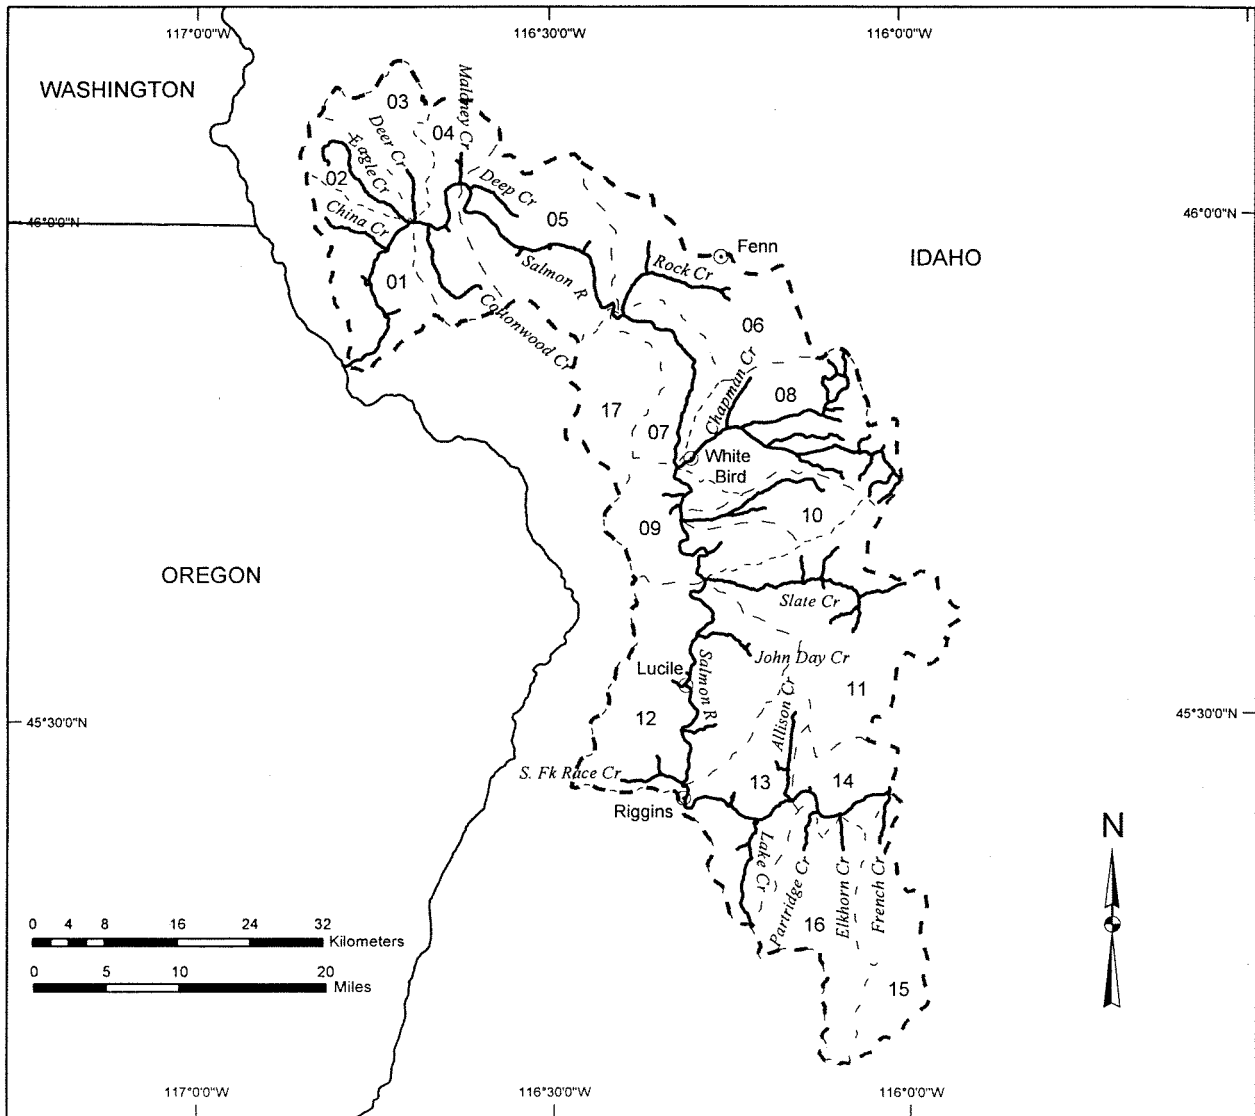 117°0'0"W
116°30'0"W
116°0'0"W
WASHINGTON
03
Maloney Cr
04
Deer Cr
Eagle Cr
02
Deep Cr
05
46°0'0"N
46°0'0"N
China Cr
Fenn
IDAHO
Rock Cr
Salmon R
01
Cottonwood Cr
06
Chapman Cr
08
17
07
White
Bird
09
10
OREGON
Slate Cr
John Day Cr
Lucile
Salmon R
11
Allison Cr
45°30'0"N
45°30'0"N
12
S. Fk Race Cr
13
14
Riggins
Lake Cr
Partridge Cr
Elkhorn Cr
French Cr
N
16
15
0 4 8 16 24 32
Kilometers
0 5 10 20
Miles
117°0'0"W
116°30'0"W
116°0'0"W